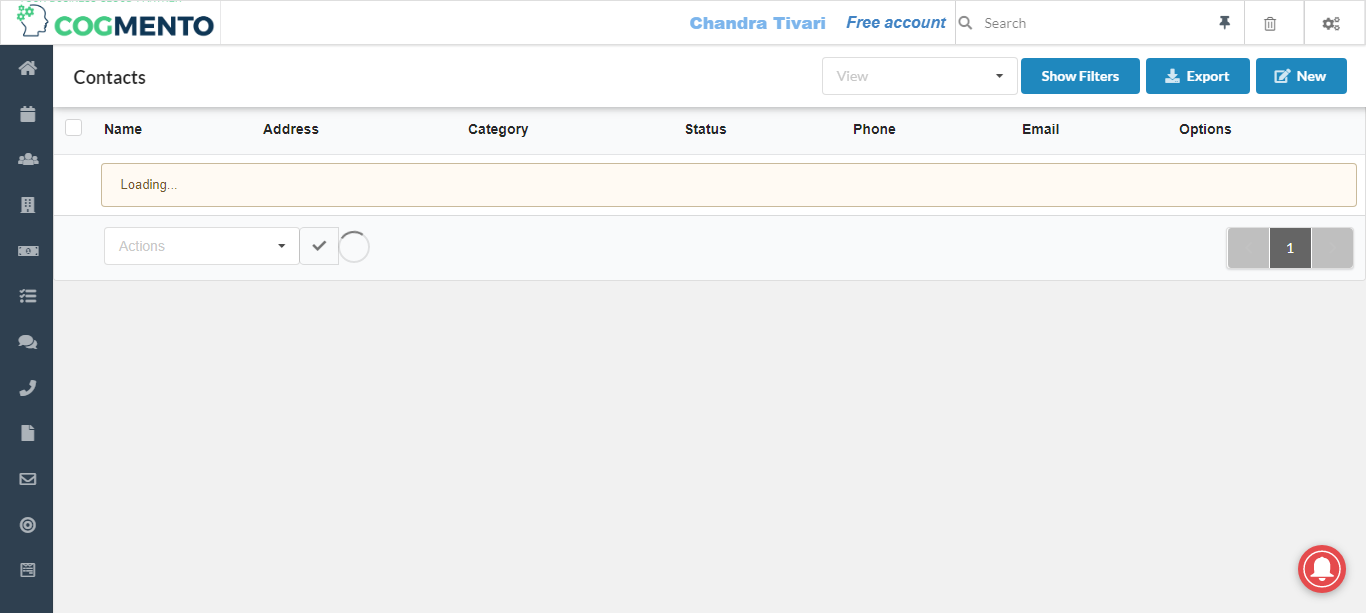 COGMENTO
Chandra Tivari
Free account
Search
Contacts
View
Show Filters
Export
New
Name
Address
Category
Status
Phone
Email
Options
Loading...
Actions
1